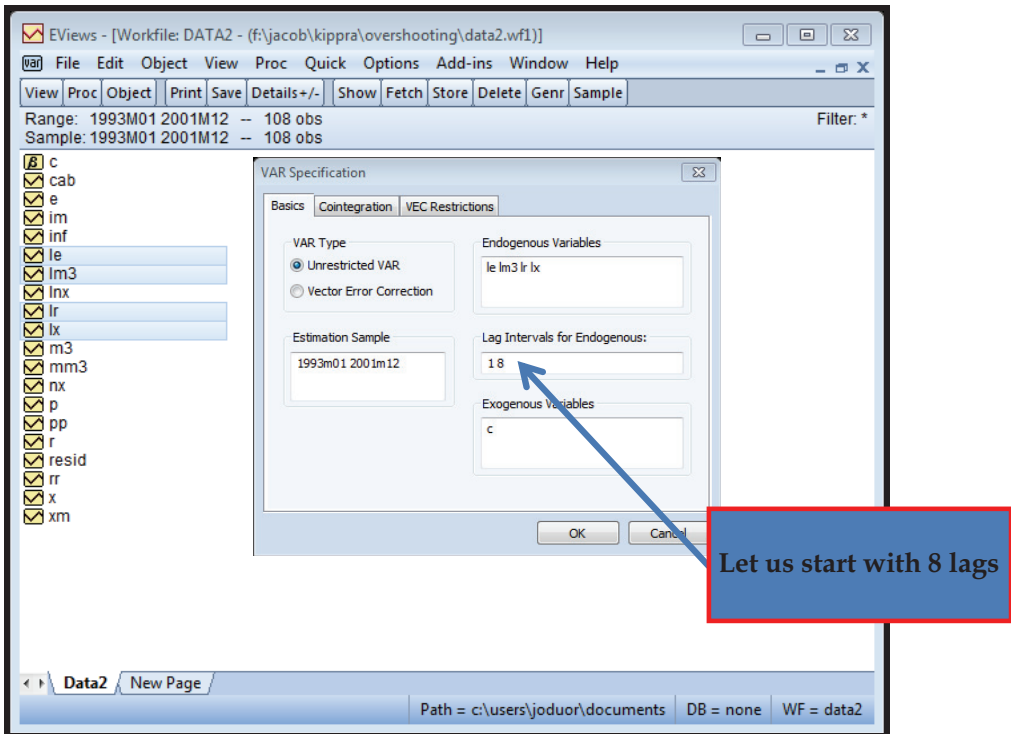 EViews - [Workfile: DATA2 - (f:\jacob\kippra\overshooting\data2.wf1)]
File Edit Object View Proc Quick Options Add-ins Window Help
View Proc Object Print Save Details+/- Show Fetch Store Delete Genr Sample
Range: 1993M01 2001M12 -- 108 obs Filter: *
Sample: 1993M01 2001M12 -- 108 obs
c
cab
e
im
inf
le
lm3
lnx
lr
lx
m3
mm3
nx
p
pp
r
resid
rr
x
xm
VAR Specification
Basics Cointegration VEC Restrictions
VAR Type
Unrestricted VAR
Vector Error Correction
Estimation Sample
1993m01 2001m12
Endogenous Variables
le lm3 lr lx
Lag Intervals for Endogenous:
1 8
Exogenous Variables
c
OK Cancel
Let us start with 8 lags
Data2 New Page
Path = c:\users\joduor\documents DB = none WF = data2